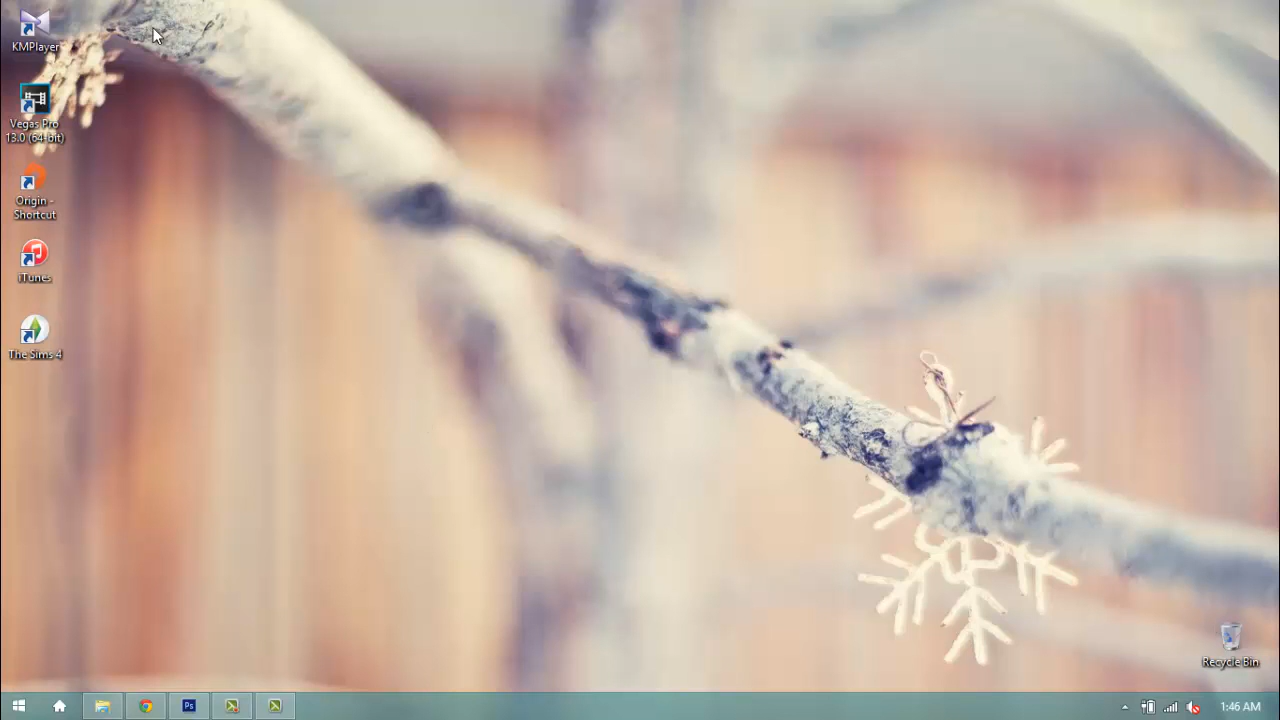 KMPlayer
Vegas Pro
13.0 (64-bit)
Origin -
Shortcut
iTunes
The Sims 4
Recycle Bin
Ps
1:46 AM